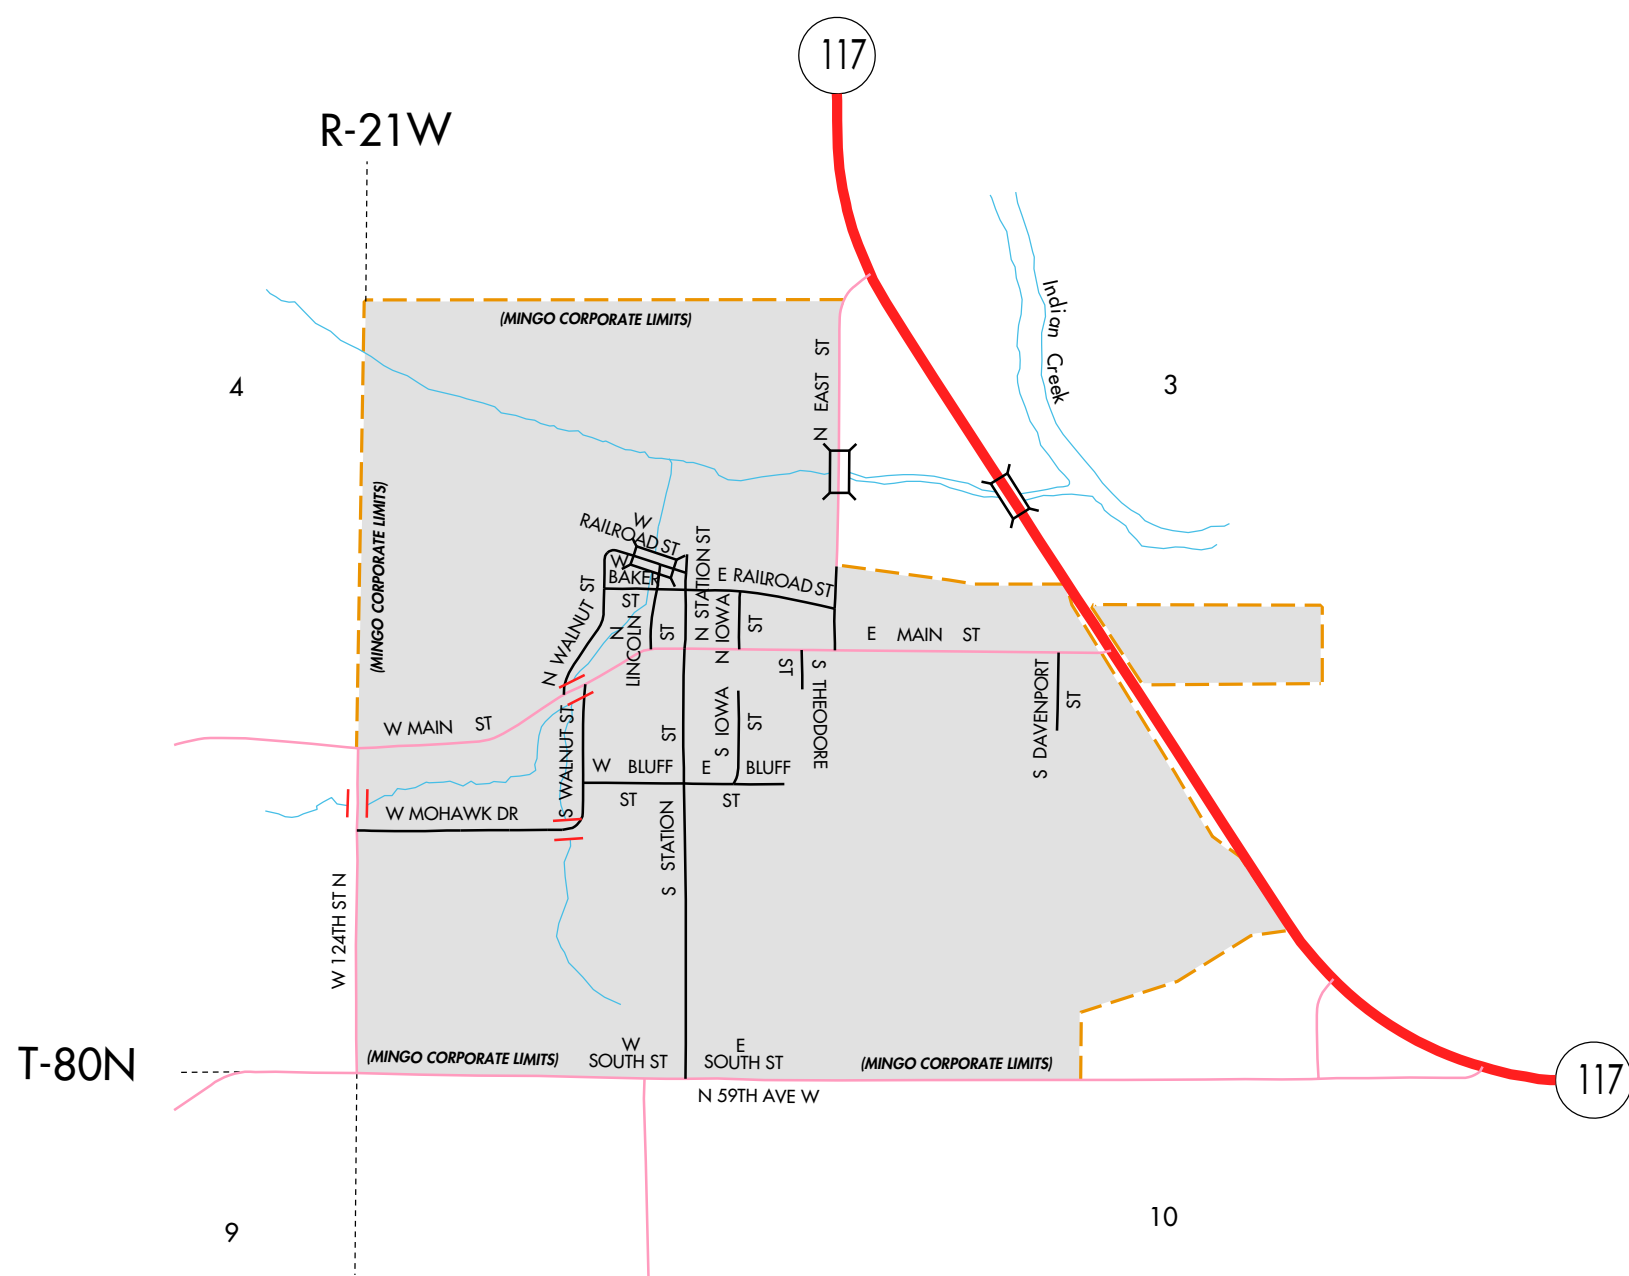 117
R-21W
(MINGO CORPORATE LIMITS)
N EAST ST
Indian Creek
4
3
(MINGO CORPORATE LIMITS)
W
RAILROAD ST
N STATION ST
W
BAKER
ST
E RAILROAD ST
N WALNUT ST
N
LINCOLN
ST
N STATION
N IOWA
ST
E MAIN ST
ST
S THEODORE
S DAVENPORT
ST
W MAIN ST
S WALNUT ST
ST
S IOWA
ST
W BLUFF
ST
E BLUFF
ST
W MOHAWK DR
S STATION
W 124TH ST N
T-80N
(MINGO CORPORATE LIMITS)
W
SOUTH ST
E
SOUTH ST
(MINGO CORPORATE LIMITS)
N 59TH AVE W
117
9
10